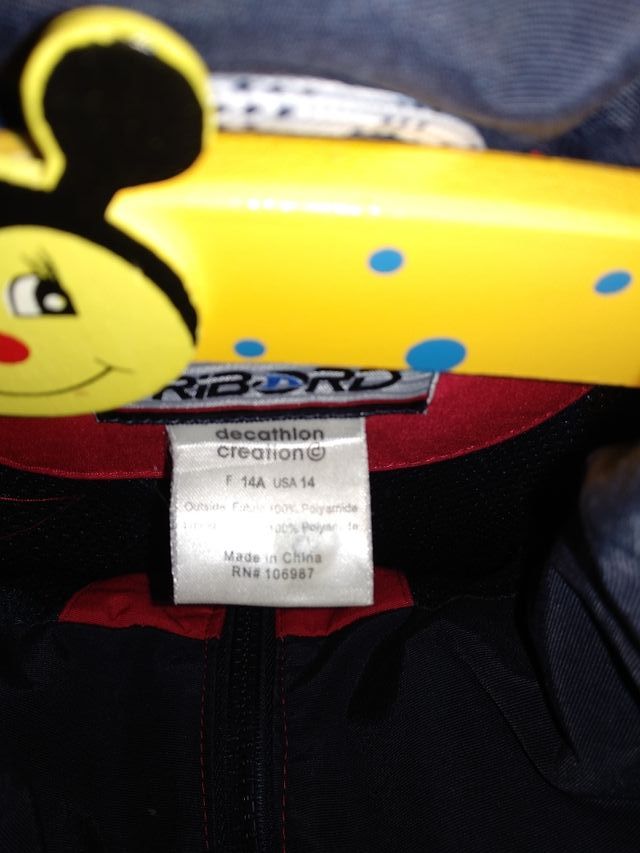 RIBORD
decathlon
creation©
F 14A USA 14
Outside Fabric 100% Polyamide
100% Polyamide
Made in China
RN# 106987